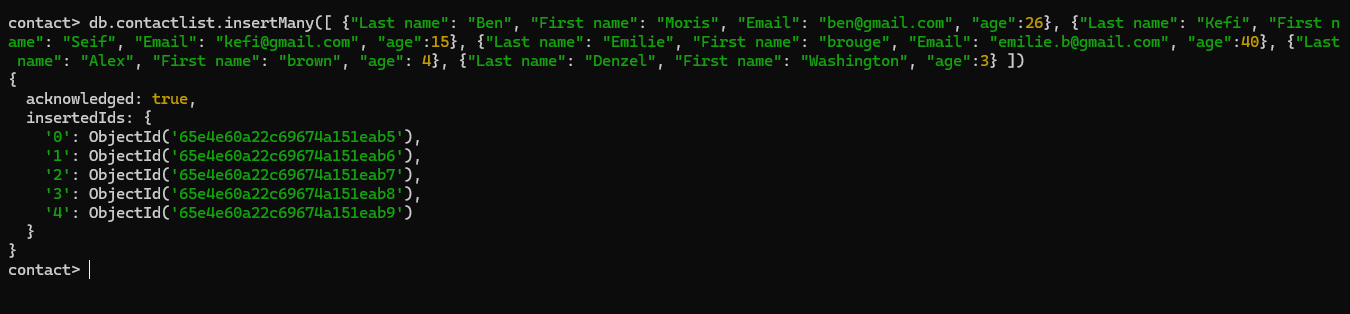 contact> db.contactlist.insertMany([ {"Last name": "Ben", "First name": "Moris", "Email": "ben@gmail.com", "age":26}, {"Last name": "Kefi", "First n
ame": "Seif", "Email": "kefi@gmail.com", "age":15}, {"Last name": "Emilie", "First name": "brouge", "Email": "emilie.b@gmail.com", "age":40}, {"Last
 name": "Alex", "First name": "brown", "age": 4}, {"Last name": "Denzel", "First name": "Washington", "age":3} ])
{
  acknowledged: true,
  insertedIds: {
    '0': ObjectId('65e4e60a22c69674a151eab5'),
    '1': ObjectId('65e4e60a22c69674a151eab6'),
    '2': ObjectId('65e4e60a22c69674a151eab7'),
    '3': ObjectId('65e4e60a22c69674a151eab8'),
    '4': ObjectId('65e4e60a22c69674a151eab9')
  }
}
contact>